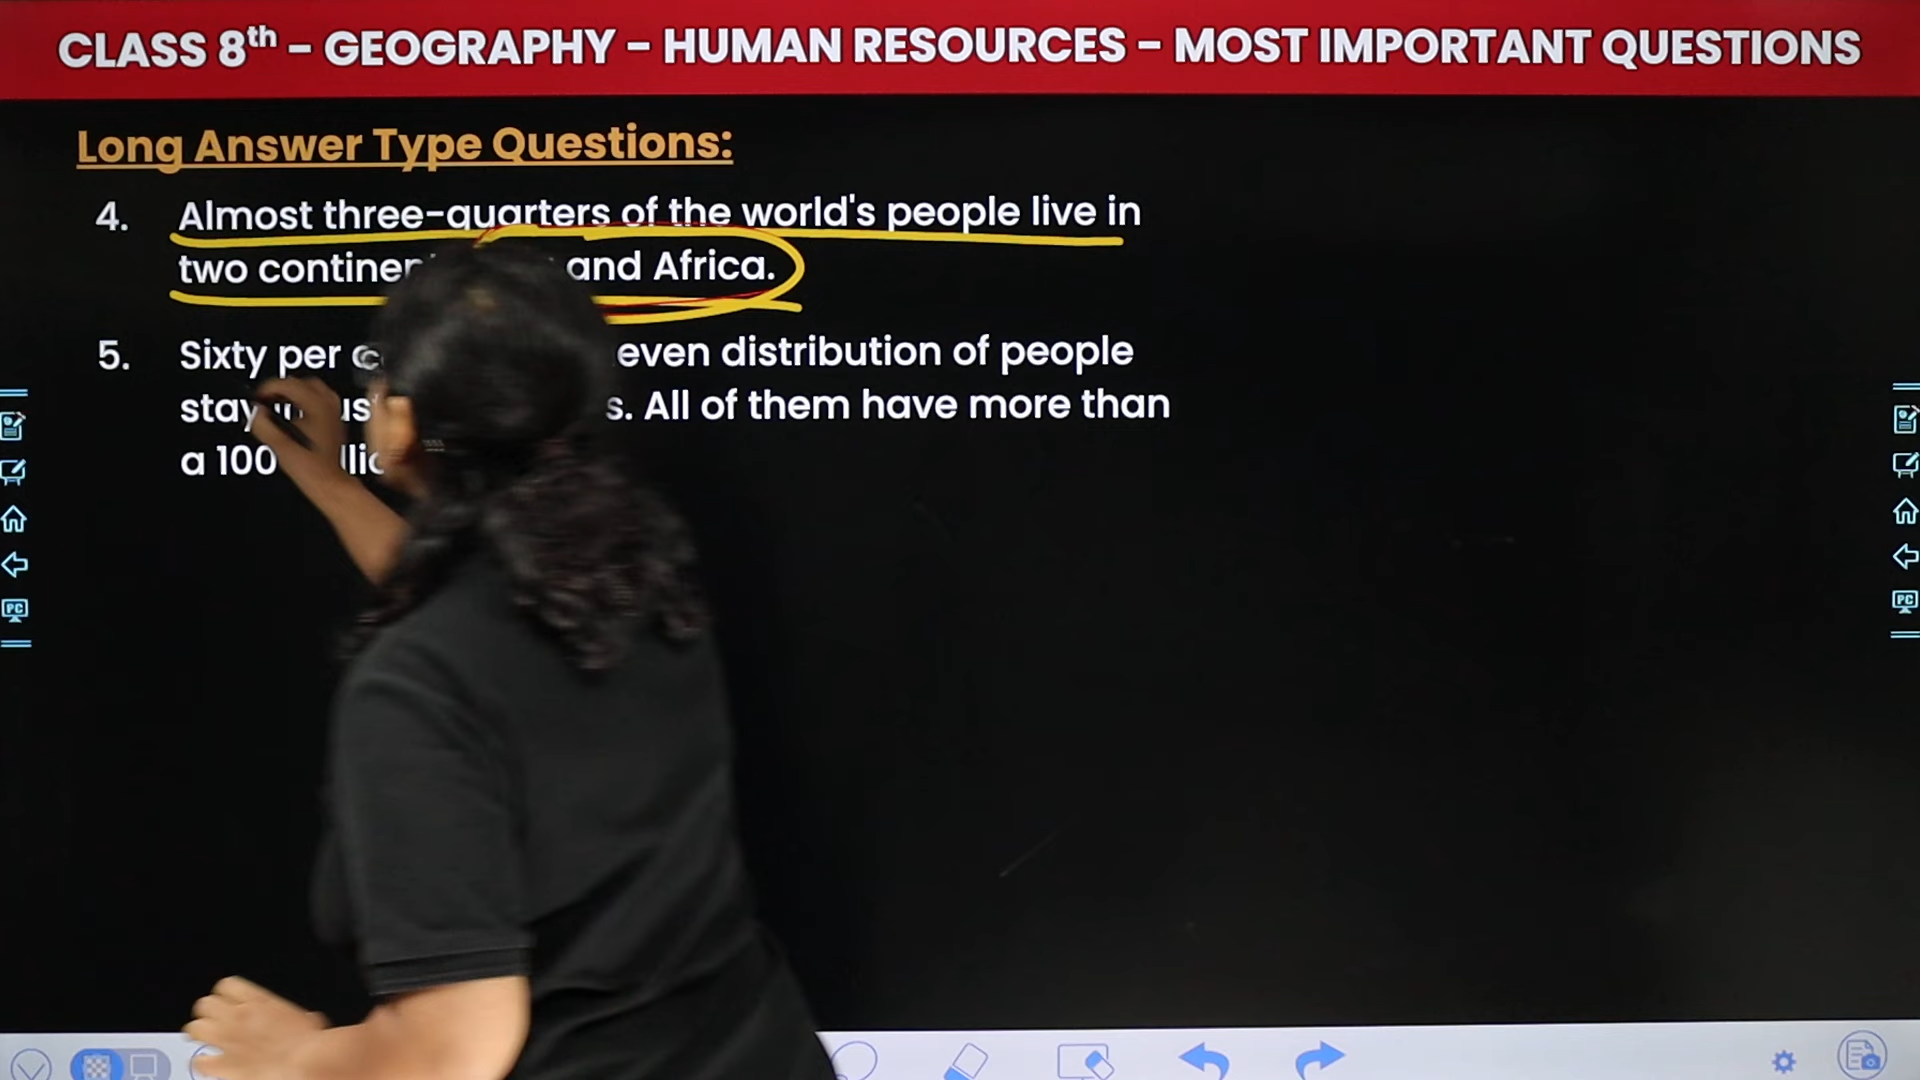 CLASS 8th - GEOGRAPHY - HUMAN RESOURCES - MOST IMPORTANT QUESTIONS
Long Answer Type Questions:
4. Almost three-quarters of the world's people live in
two and Africa.
5. Sixty per even distribution of people
stay All of them have more than
a 100
PC
PC